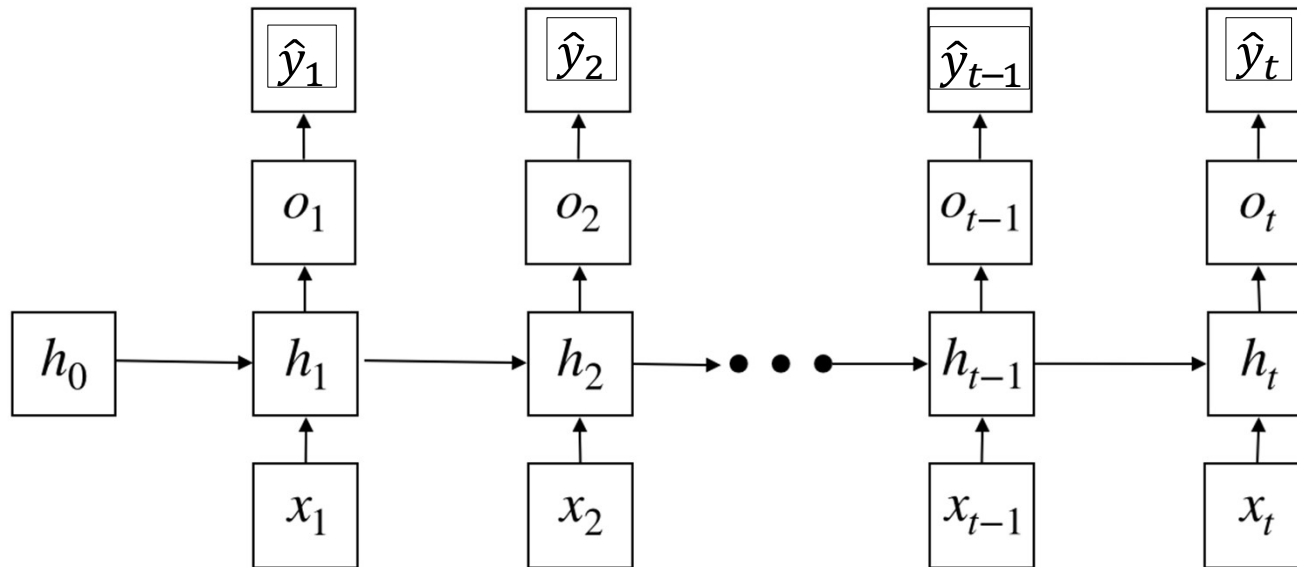 ŷ₁ ŷ₂ ŷₜ₋₁ ŷₜ
o₁ o₂ oₜ₋₁ oₜ
h₀ h₁ h₂ hₜ₋₁ hₜ
x₁ x₂ xₜ₋₁ xₜ